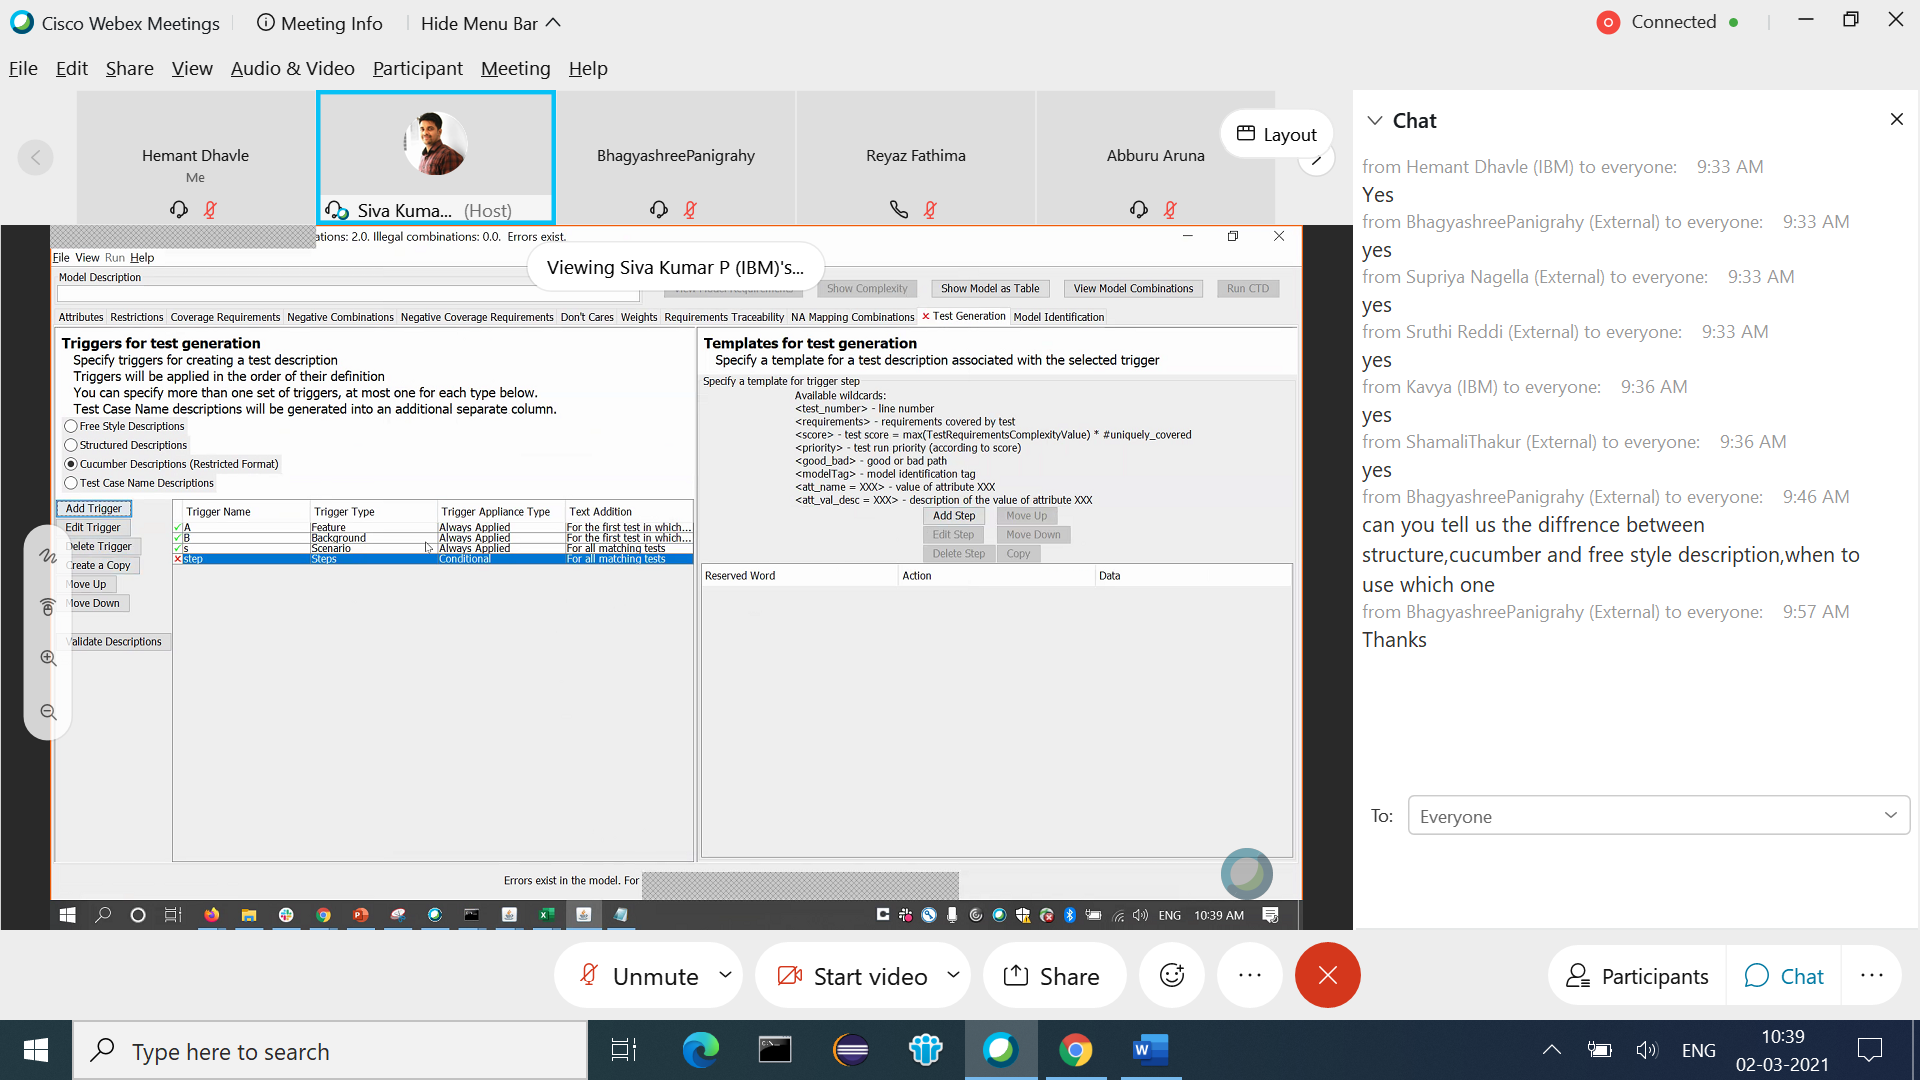 Cisco Webex Meetings
Meeting Info
Hide Menu Bar
Connected
File Edit Share View Audio & Video Participant Meeting Help
Hemant Dhavle
Me
Siva Kuma... (Host)
BhagyashreePanigrahy
Reyaz Fathima
Abburu Aruna
Layout
ations: 2.0. Illegal combinations: 0.0. Errors exist.
Viewing Siva Kumar P (IBM)'s...
File View Run Help
Model Description
View Model Requirements Show Complexity Show Model as Table View Model Combinations Run CTD
Attributes Restrictions Coverage Requirements Negative Combinations Negative Coverage Requirements Don't Cares Weights Requirements Traceability NA Mapping Combinations Test Generation Model Identification
Triggers for test generation
Specify triggers for creating a test description
Triggers will be applied in the order of their definition
You can specify more than one set of triggers, at most one for each type below.
Test Case Name descriptions will be generated into an additional separate column.
Free Style Descriptions
Structured Descriptions
Cucumber Descriptions (Restricted Format)
Test Case Name Descriptions
Add Trigger
Edit Trigger
Delete Trigger
Create a Copy
Move Up
Move Down
Validate Descriptions
Trigger Name Trigger Type Trigger Appliance Type Text Addition
A Feature Always Applied For the first test in which...
B Background Always Applied For the first test in which...
s Scenario Always Applied For all matching tests
step Steps Conditional For all matching tests
Templates for test generation
Specify a template for a test description associated with the selected trigger
Specify a template for trigger step
Available wildcards:
<test_number> - line number
<requirements> - requirements covered by test
<score> - test score = max(TestRequirementsComplexityValue) * #uniquely_covered
<priority> - test run priority (according to score)
<good_bad> - good or bad path
<modelTag> - model identification tag
<att_name = XXX> - value of attribute XXX
<att_val_desc = XXX> - description of the value of attribute XXX
Add Step Move Up
Edit Step Move Down
Delete Step Copy
Reserved Word Action Data
Errors exist in the model. For
ENG 10:39 AM
Chat
from Hemant Dhavle (IBM) to everyone: 9:33 AM
Yes
from BhagyashreePanigrahy (External) to everyone: 9:33 AM
yes
from Supriya Nagella (External) to everyone: 9:33 AM
yes
from Sruthi Reddi (External) to everyone: 9:33 AM
yes
from Kavya (IBM) to everyone: 9:36 AM
yes
from ShamaliThakur (External) to everyone: 9:36 AM
yes
from BhagyashreePanigrahy (External) to everyone: 9:46 AM
can you tell us the diffrence between
structure,cucumber and free style description,when to
use which one
from BhagyashreePanigrahy (External) to everyone: 9:57 AM
Thanks
To: Everyone
Unmute
Start video
Share
Participants
Chat
Type here to search
ENG
10:39
02-03-2021